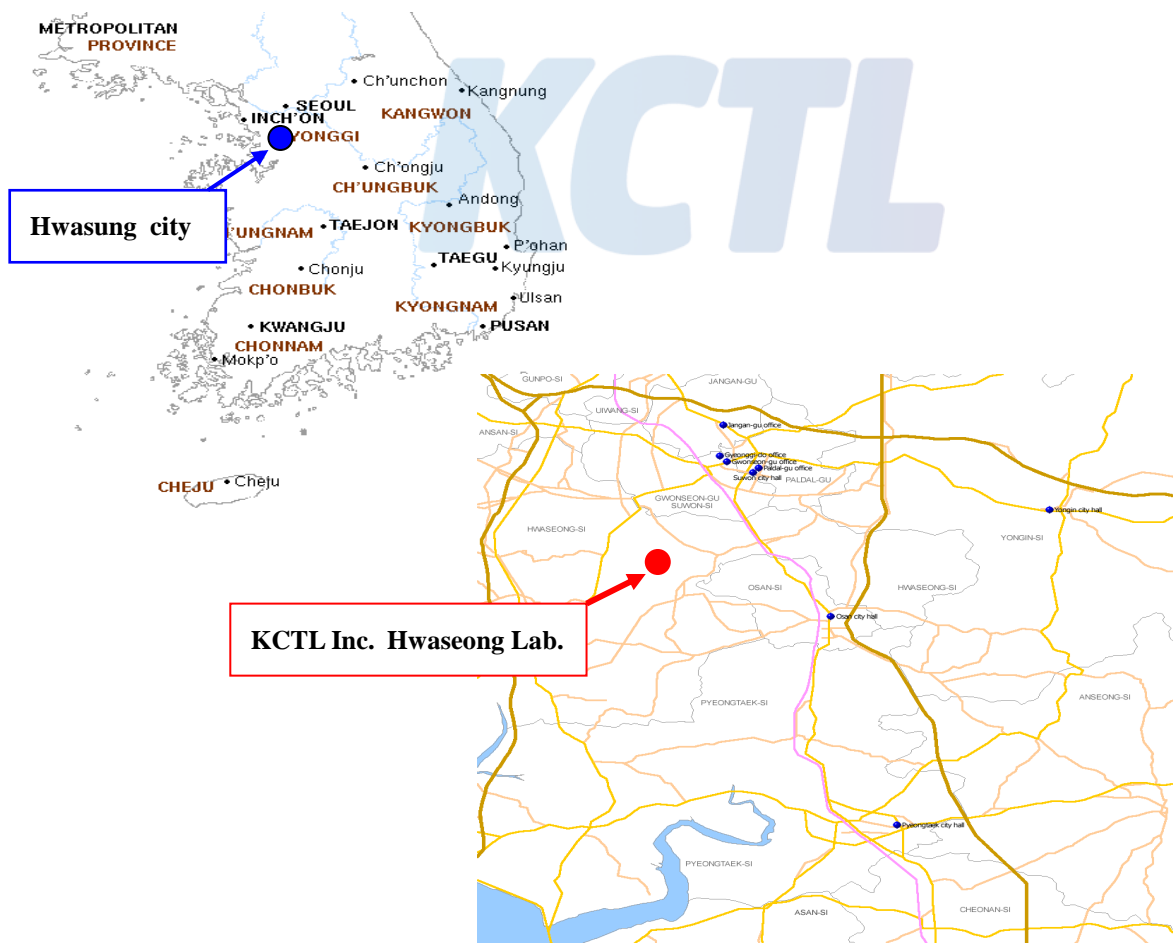 METROPOLITAN
PROVINCE
KCTL
Ch'unchon
Kangnung
SEOUL
INCH'ON
KANGWON
YONGGI
Ch'ongju
CH'UNGBUK
Andong
Hwasung city
'UNGNAM
TAEJON
KYONGBUK
P'ohan
TAEGU
Kyungju
Chonju
CHONBUK
KYONGNAM
Ulsan
KWANGJU
PUSAN
CHONNAM
Mokp'o
CHEJU
Cheju
GUNPO-SI
JANGAN-GU
UIWANG-SI
Jangan-gu office
ANSAN-SI
Gyeonggi-do office
Gwonseon-gu office
Paldal-gu office
Suwon city hall
PALDAL-GU
GWONSEON-GU
SUWON-SI
Yongin city hall
HWASEONG-SI
YONGIN-SI
OSAN-SI
HWASEONG-SI
Osan city hall
KCTL Inc. Hwaseong Lab.
PYEONGTAEK-SI
ANSEONG-SI
Pyeongtaek city hall
PYEONGTAEK-SI
ASAN-SI
CHEONAN-SI